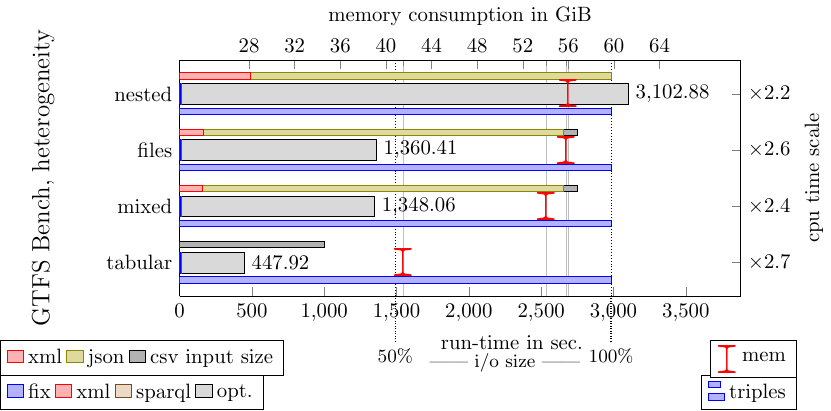 memory consumption in GiB
28 32 36 40 44 48 52 56 60 64
GTFS Bench, heterogeneity
nested 3,102.88 ×2.2
files 1,360.41 ×2.6
mixed 1,348.06 ×2.4
tabular 447.92 ×2.7
cpu time scale
0 500 1,000 1,500 2,000 2,500 3,000 3,500
run-time in sec.
50% i/o size 100%
xml json csv input size
mem
fix xml sparql opt.
triples